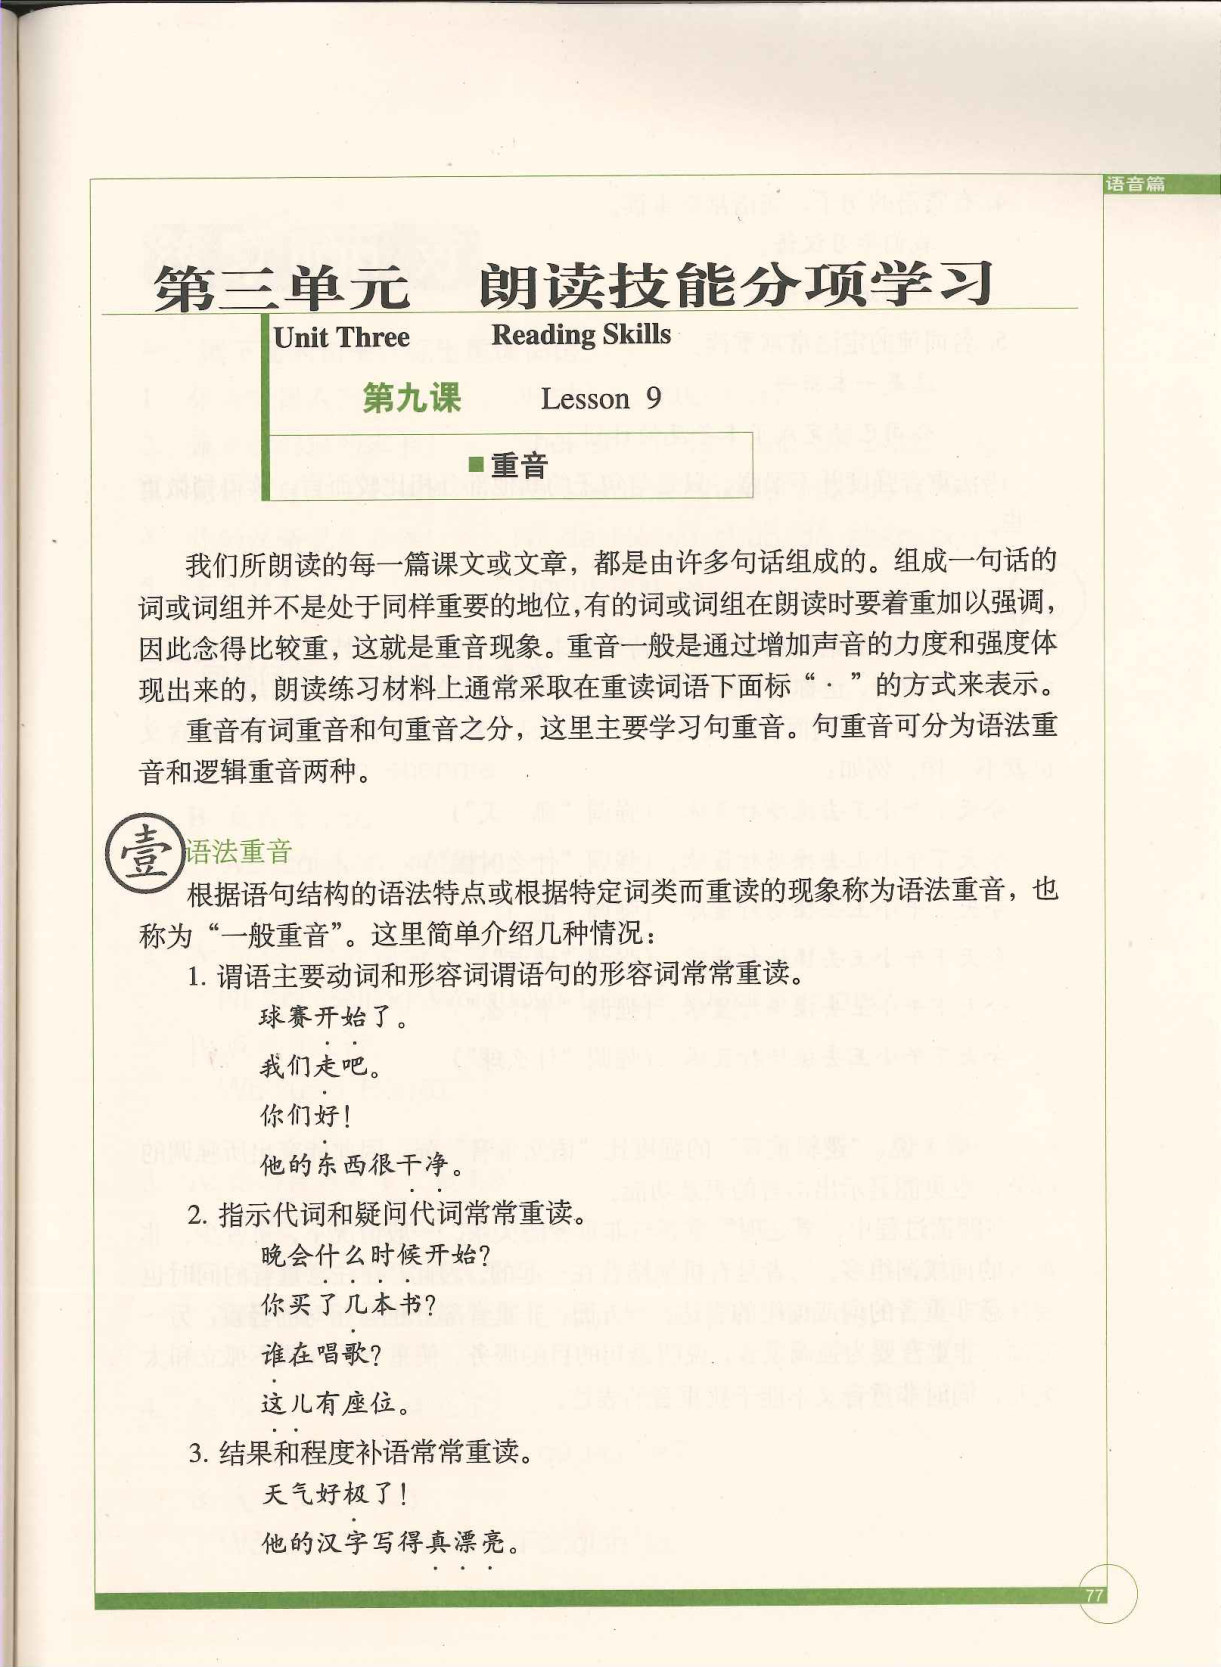 语音篇
第三单元 朗读技能分项学习
Unit Three Reading Skills
第九课 Lesson 9
■重音
我们所朗读的每一篇课文或文章，都是由许多句话组成的。组成一句话的
词或词组并不是处于同样重要的地位，有的词或词组在朗读时要着重加以强调，
因此念得比较重，这就是重音现象。重音一般是通过增加声音的力度和强度体
现出来的，朗读练习材料上通常采取在重读词语下面标“·”的方式来表示。
重音有词重音和句重音之分，这里主要学习句重音。句重音可分为语法重
音和逻辑重音两种。
壹 语法重音
根据语句结构的语法特点或根据特定词类而重读的现象称为语法重音，也
称为“一般重音”。这里简单介绍几种情况：
1. 谓语主要动词和形容词谓语句的形容词常常重读。
球赛开始了。
我们走吧。
你们好！
他的东西很干净。
2. 指示代词和疑问代词常常重读。
晚会什么时候开始？
你买了几本书？
谁在唱歌？
这儿有座位。
3. 结果和程度补语常常重读。
天气好极了！
他的汉字写得真漂亮。
77